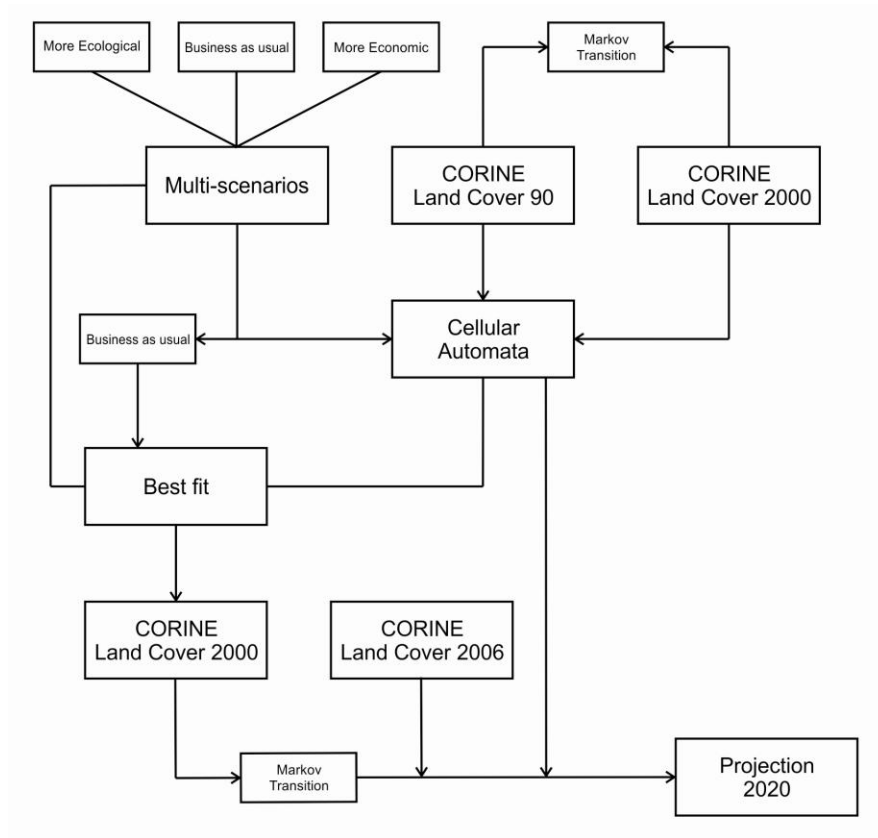 More Ecological
Business as usual
More Economic
Markov
Transition
Multi-scenarios
CORINE
Land Cover 90
CORINE
Land Cover 2000
Business as usual
Cellular
Automata
Best fit
CORINE
Land Cover 2000
CORINE
Land Cover 2006
Markov
Transition
Projection
2020